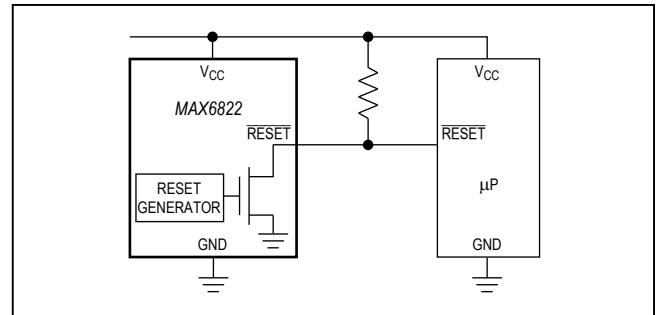 VCC
MAX6822
RESET
RESET
GENERATOR
GND
VCC
RESET
μP
GND